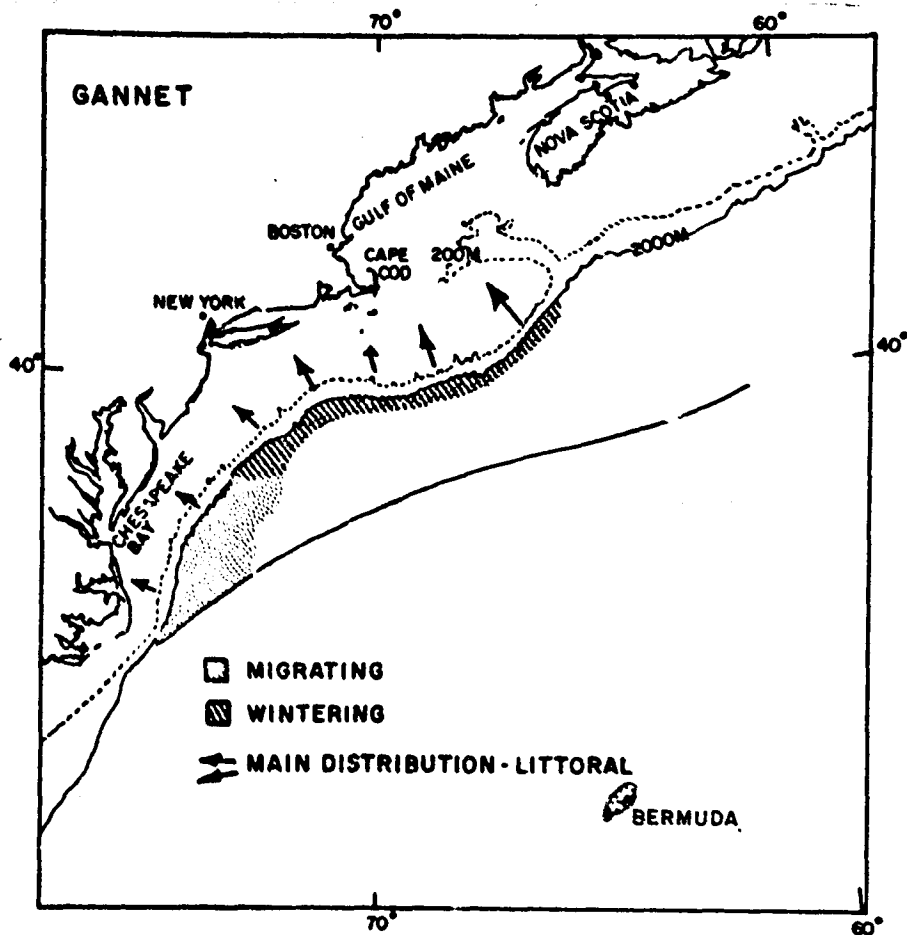 70°
60°
GANNET
NOVA SCOTIA
GULF OF MAINE
BOSTON
CAPE
COD
200M
2000M
NEW YORK
40°
40°
CHESAPEAKE
BAY
MIGRATING
WINTERING
MAIN DISTRIBUTION - LITTORAL
BERMUDA
70°
60°